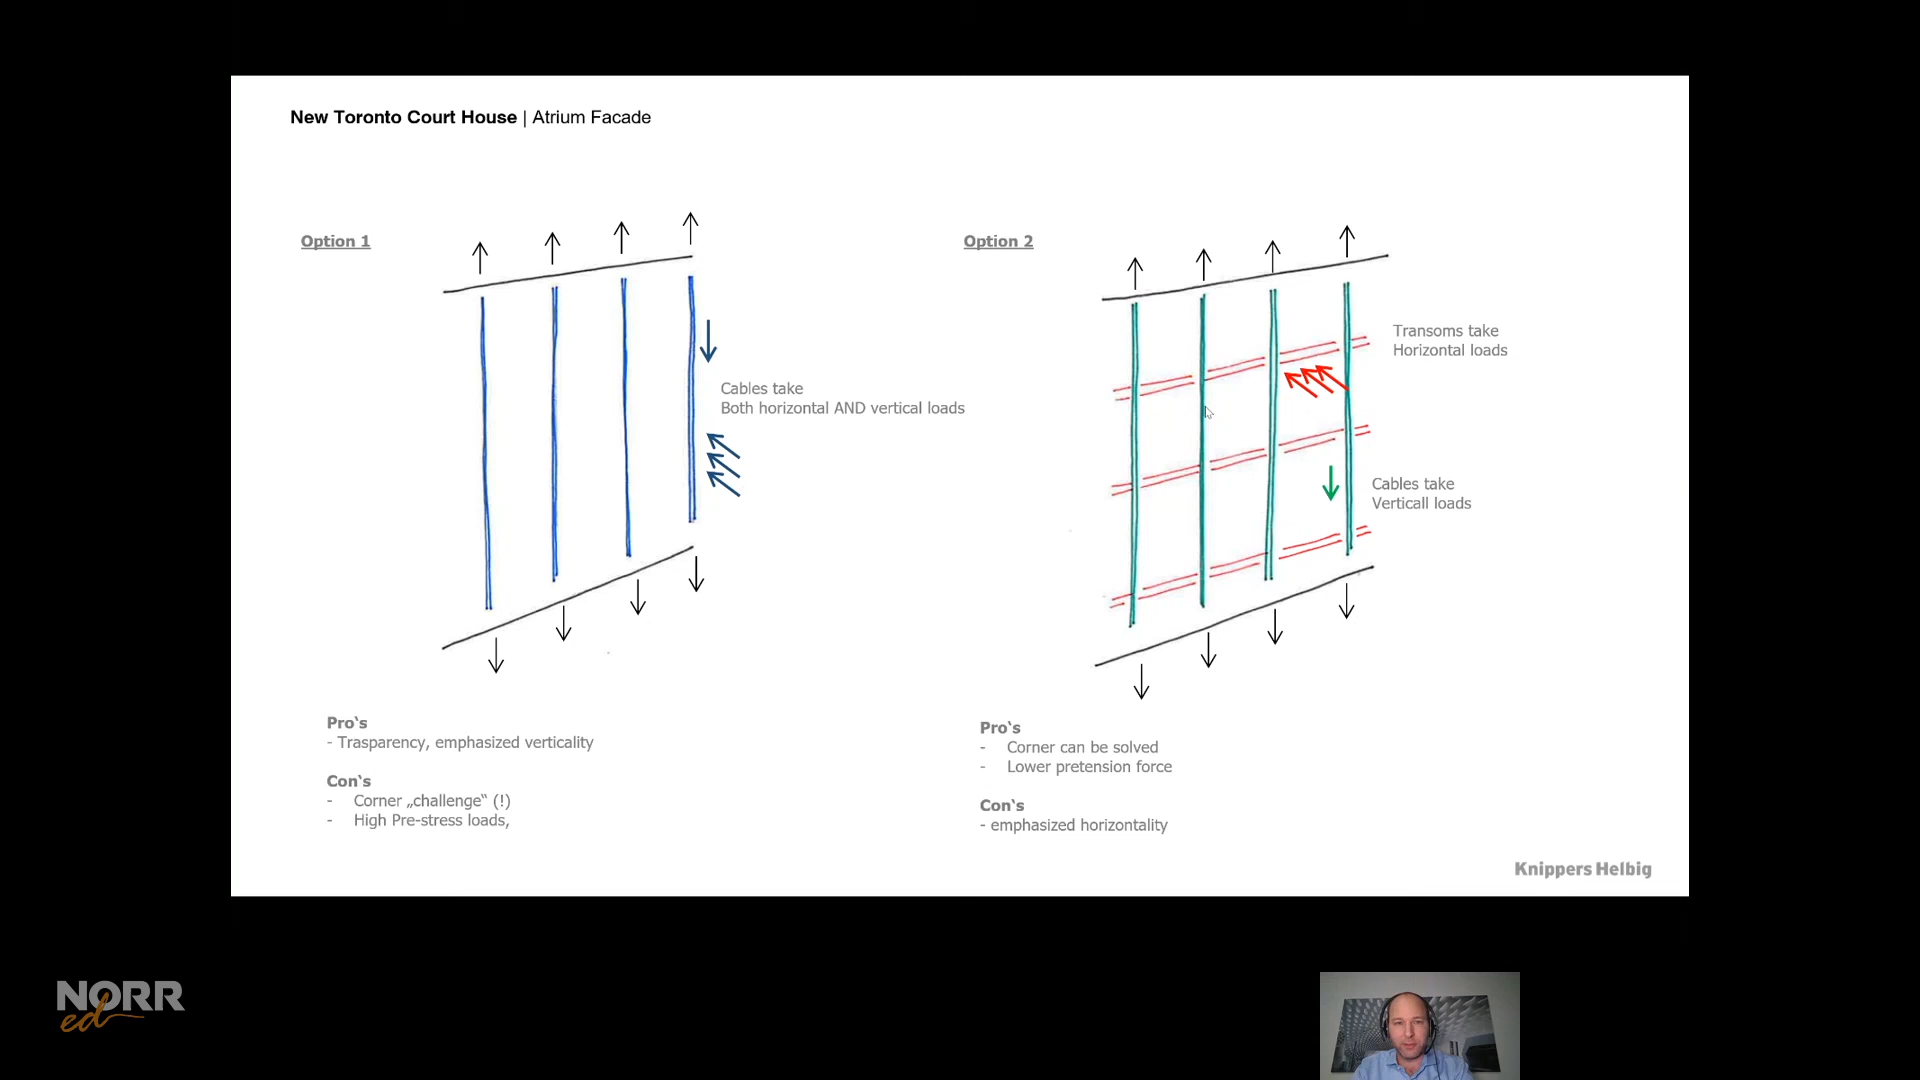 New Toronto Court House | Atrium Facade
Option 1
Cables take
Both horizontal AND vertical loads
Pro‘s
- Trasparency, emphasized verticality
Con‘s
- Corner „challenge“ (!)
- High Pre-stress loads,
Option 2
Transoms take
Horizontal loads
Cables take
Verticall loads
Pro‘s
- Corner can be solved
- Lower pretension force
Con‘s
- emphasized horizontality
Knippers Helbig
NORR
ed